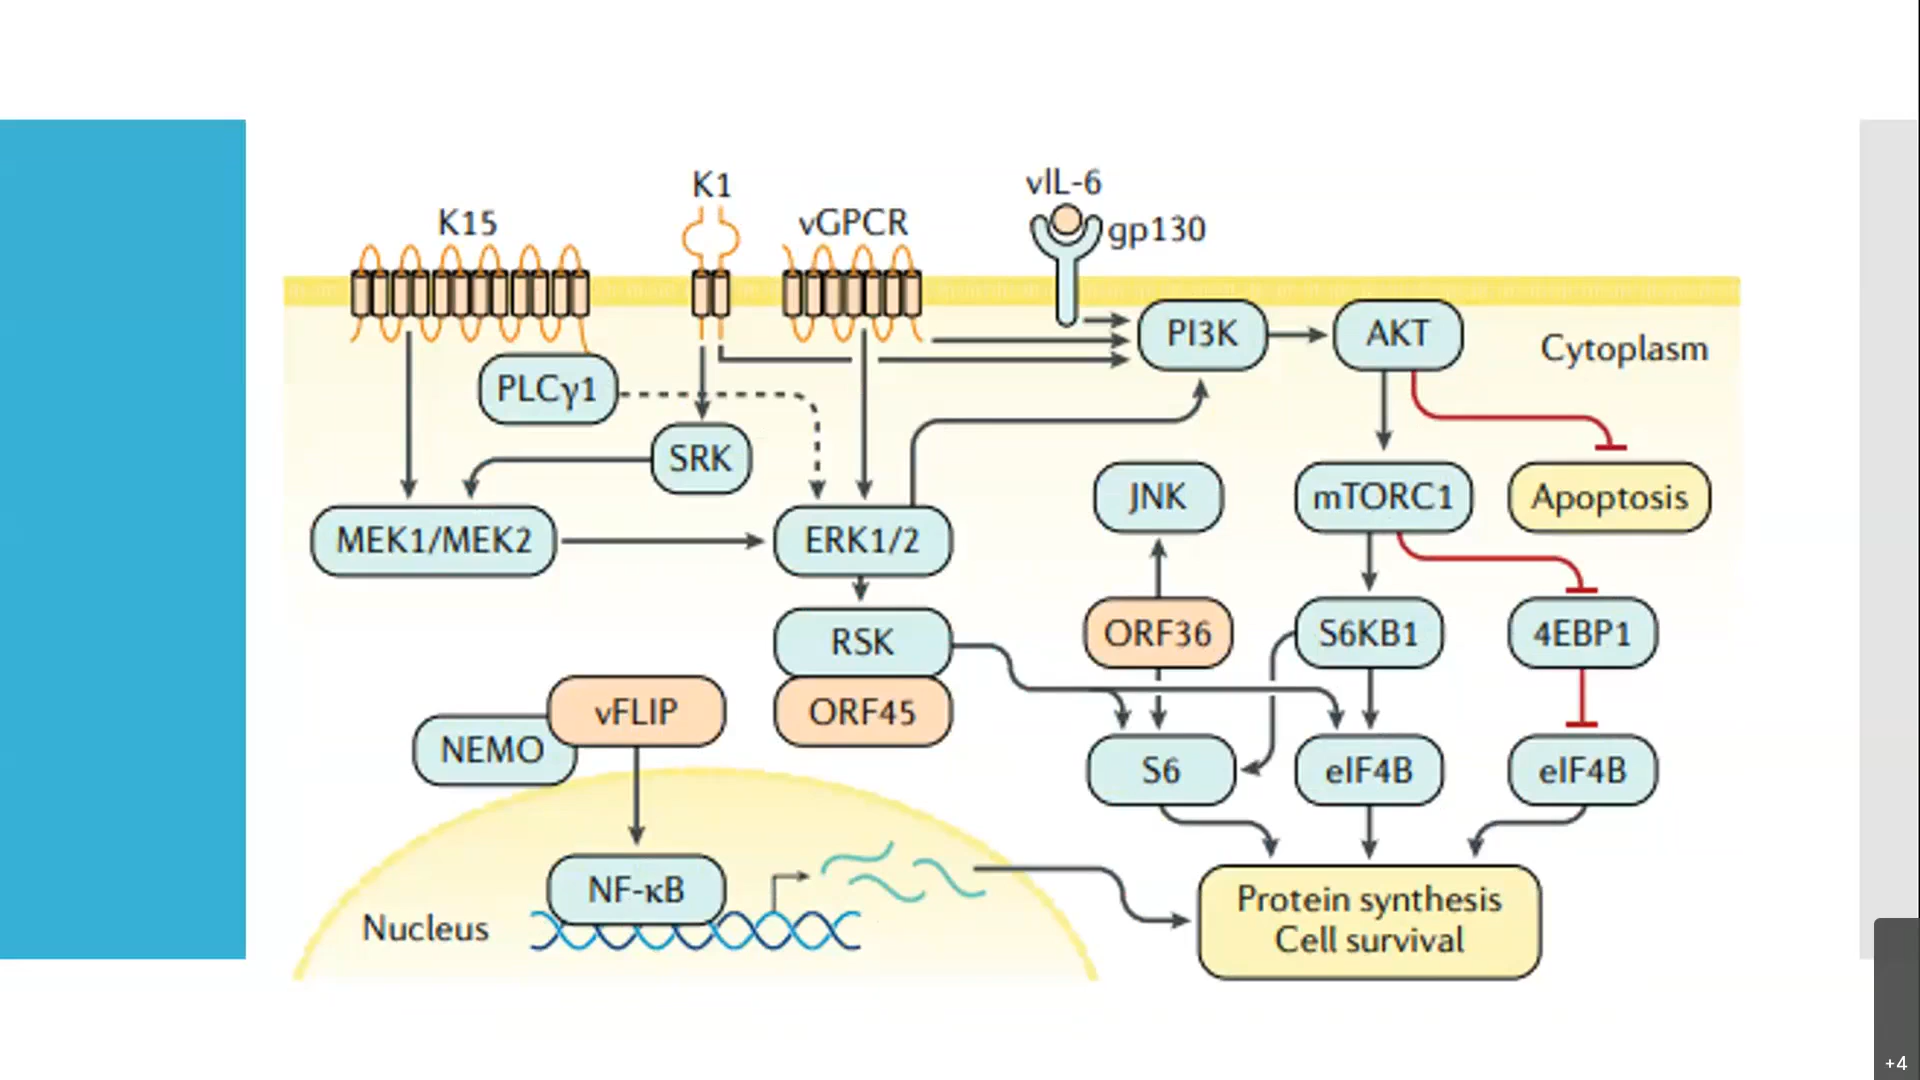 K15
K1
vGPCR
vIL-6
gp130
PI3K
AKT
Cytoplasm
PLCγ1
SRK
JNK
mTORC1
Apoptosis
MEK1/MEK2
ERK1/2
RSK
ORF36
S6KB1
4EBP1
vFLIP
ORF45
NEMO
S6
eIF4B
eIF4B
NF-κB
Nucleus
Protein synthesis
Cell survival
+4